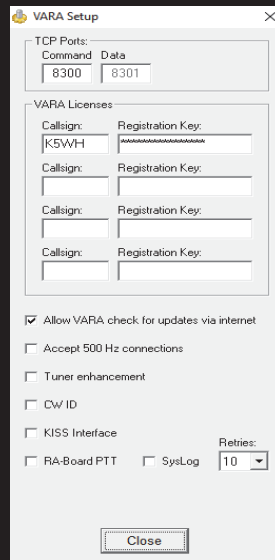 VARA Setup
TCP Ports:
Command Data
8300 8301
VARA Licenses
Callsign: Registration Key:
K5WH ****************
Callsign: Registration Key:
Callsign: Registration Key:
Callsign: Registration Key:
Allow VARA check for updates via internet
Accept 500 Hz connections
Tuner enhancement
CW ID
KISS Interface
Retries:
RA-Board PTT SysLog 10
Close